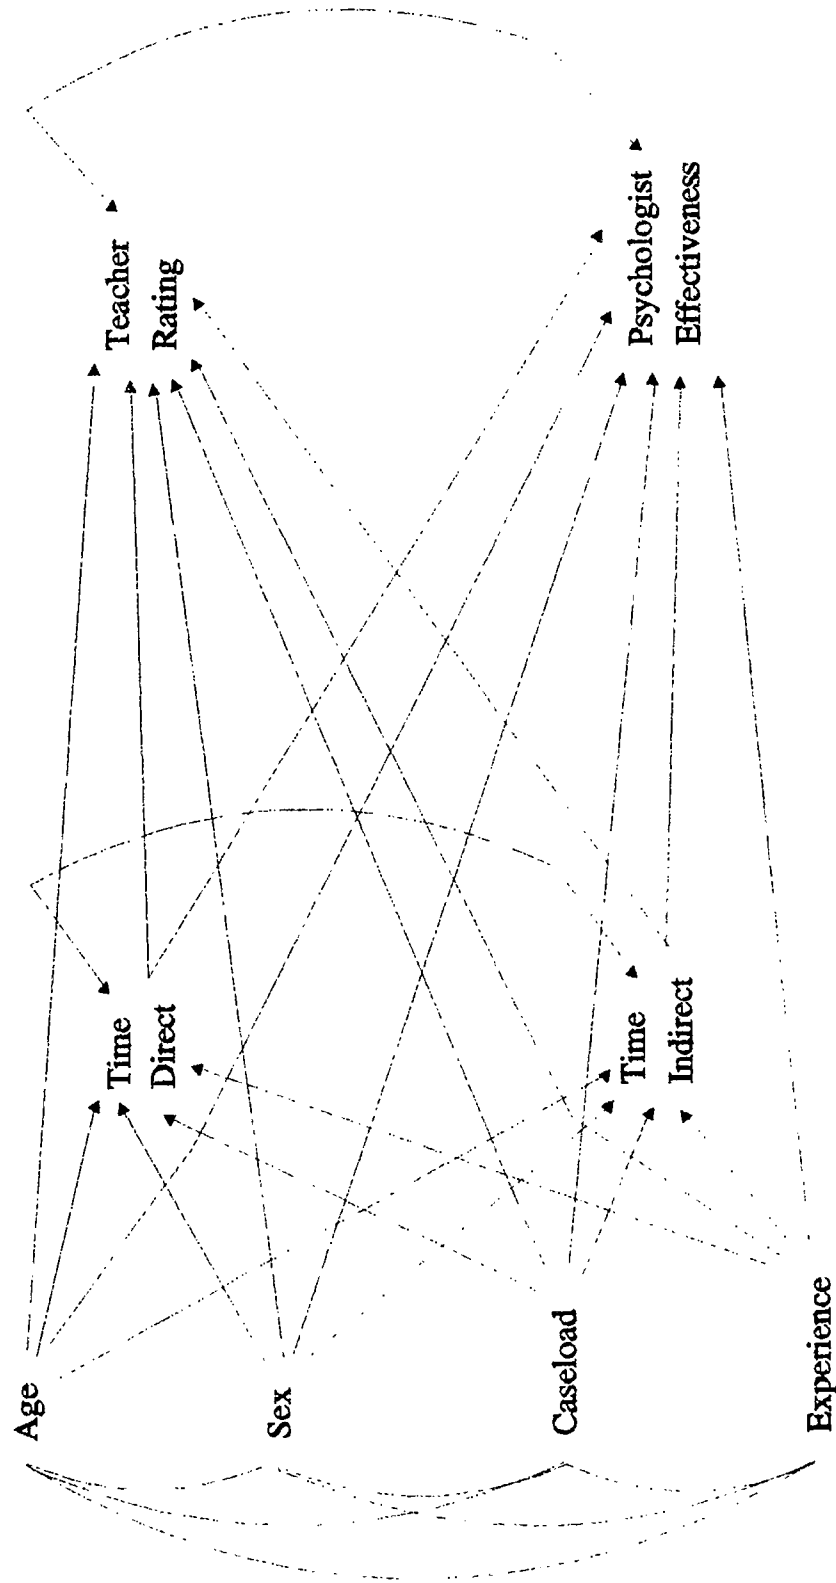 Age
Sex
Caseload
Experience
Time
Direct
Time
Indirect
Teacher
Rating
Psychologist
Effectiveness